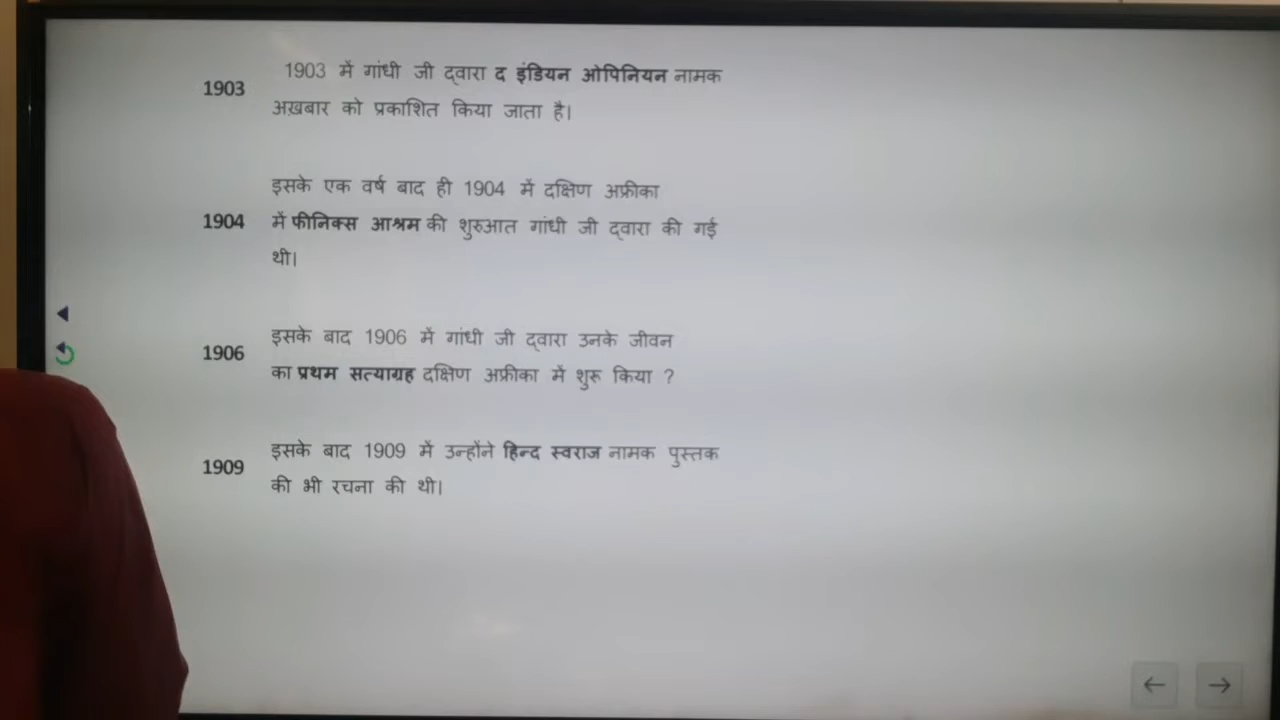 1903 1903 में गांधी जी द्वारा द इंडियन ओपिनियन नामक
अख़बार को प्रकाशित किया जाता है।
इसके एक वर्ष बाद ही 1904 में दक्षिण अफ्रीका
1904 में फीनिक्स आश्रम की शुरुआत गांधी जी द्वारा की गई
थी।
इसके बाद 1906 में गांधी जी द्वारा उनके जीवन
1906 का प्रथम सत्याग्रह दक्षिण अफ्रीका में शुरू किया ?
इसके बाद 1909 में उन्होंने हिन्द स्वराज नामक पुस्तक
1909 की भी रचना की थी।